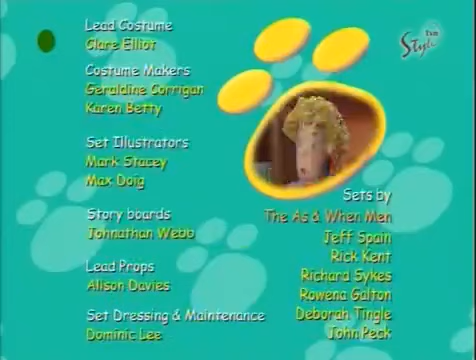 Lead Costume
Clare Elliot
Costume Makers
Geraldine Corrigan
Karen Betty
Set Illustrators
Mark Stacey
Max Doig
Story boards
Johnathan Webb
Lead Props
Alison Davies
Set Dressing & Maintenance
Dominic Lee
Style
Sets by
The As & When Men
Jeff Spain
Rick Kent
Richard Sykes
Rowena Galton
Deborah Tingle
John Peck